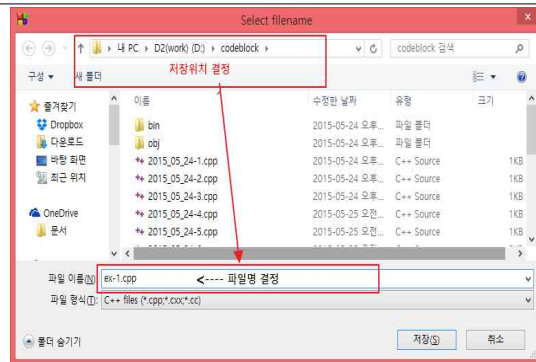 Select filename
내 PC ▸ D2(work) (D:) ▸ codeblock ▸
codeblock 검색
구성 ▾ 새 폴더
저장위치 결정
이름 수정한 날짜 유형 크기
즐겨찾기
Dropbox
다운로드
바탕 화면
최근 위치
OneDrive
문서
bin 2015-05-24 오후... 파일 폴더
obj 2015-05-24 오후... 파일 폴더
2015_05_24-1.cpp 2015-05-24 오후... C++ Source 1KB
2015_05_24-2.cpp 2015-05-24 오후... C++ Source 1KB
2015_05_24-3.cpp 2015-05-24 오후... C++ Source 1KB
2015_05_24-4.cpp 2015-05-25 오전... C++ Source 1KB
2015_05_24-5.cpp 2015-05-25 오전... C++ Source 1KB
파일 이름(N): ex-1.cpp <---- 파일명 결정
파일 형식(T): C++ files (*.cpp;*.cxx;*.cc)
폴더 숨기기
저장(S)
취소